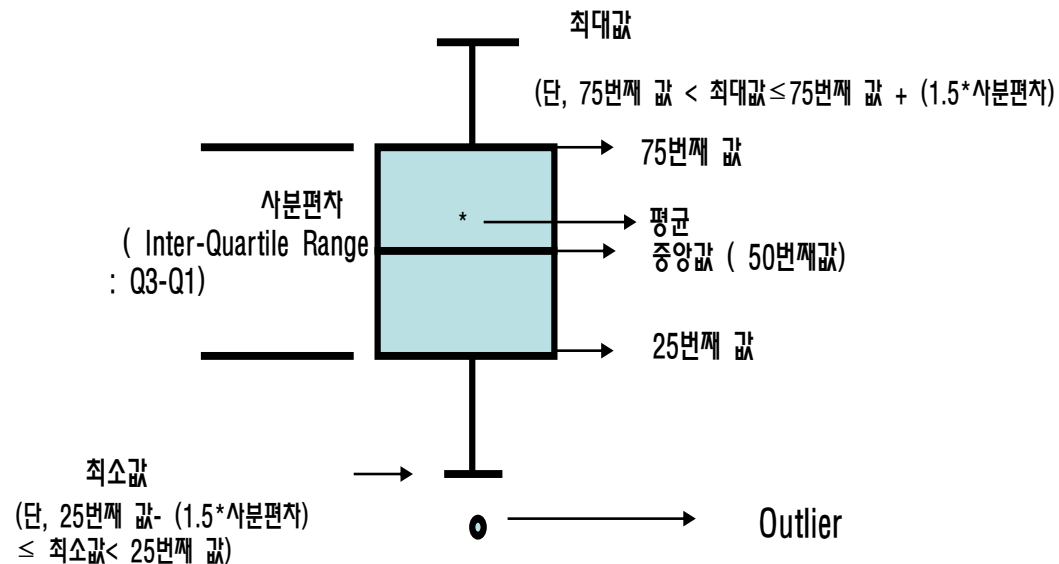 최대값
(단, 75번째 값 < 최대값≤75번째 값 + (1.5*사분편차)
75번째 값
사분편차
( Inter-Quartile Range
: Q3-Q1)
*
평균
중앙값 ( 50번째값)
25번째 값
최소값
(단, 25번째 값- (1.5*사분편차)
≤ 최소값< 25번째 값)
Outlier